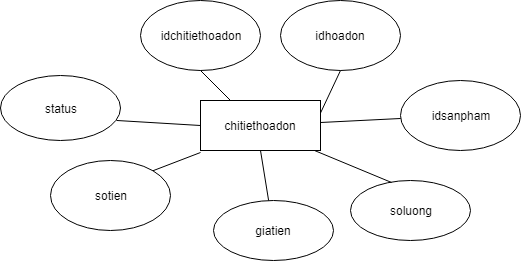 idchitiethoadon
idhoadon
status
chitiethoadon
idsanpham
sotien
giatien
soluong